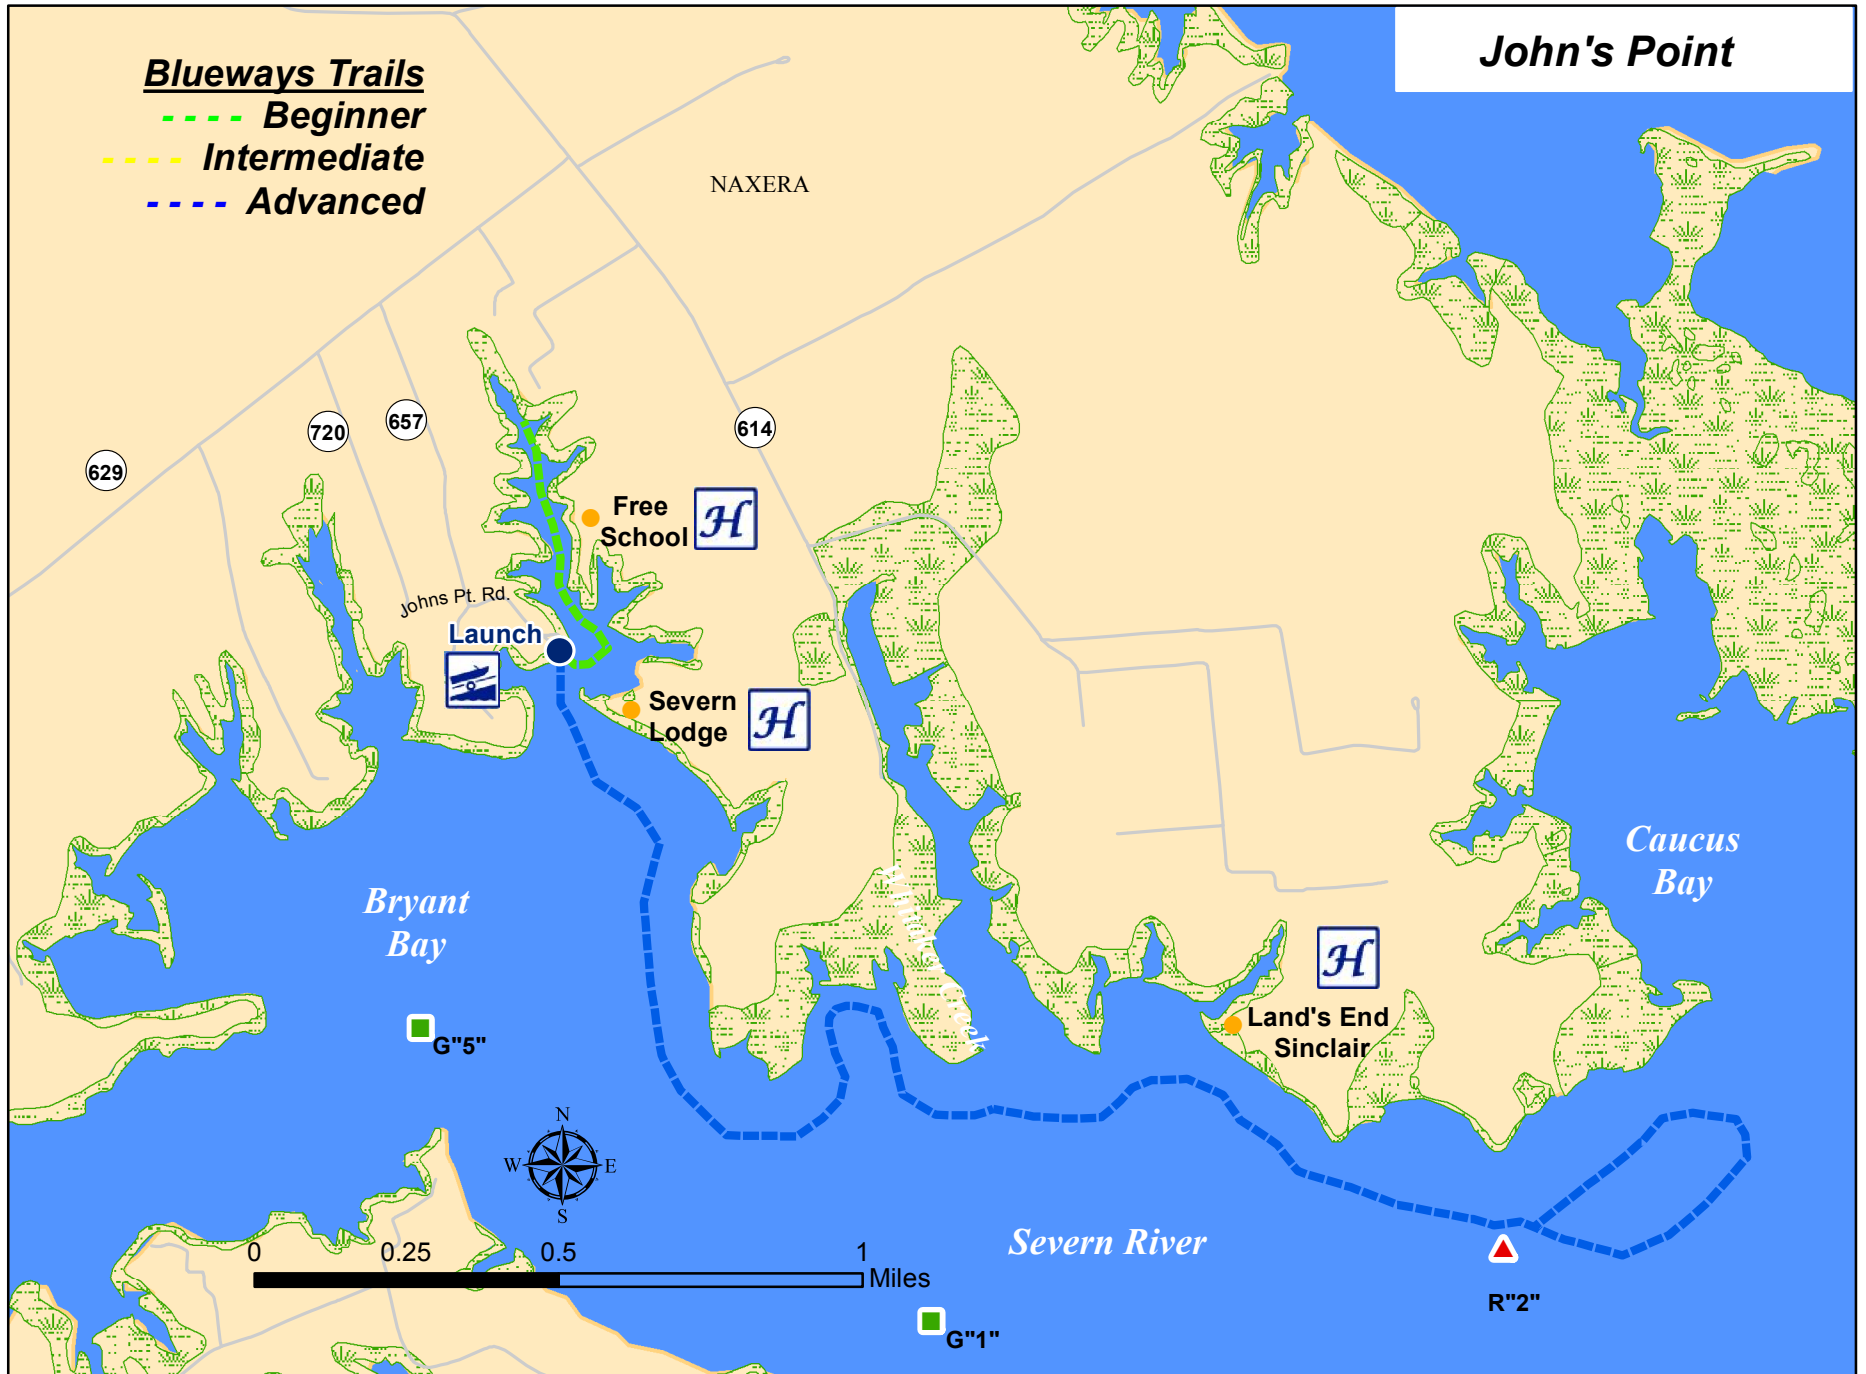 John's Point
Blueways Trails
Beginner
Intermediate
Advanced
NAXERA
720
657
614
629
Free
School
H
Johns Pt. Rd.
Launch
Severn
Lodge
H
Caucus
Bay
Bryant
Bay
Whittaker Creek
H
Land's End
Sinclair
G"5"
N
W
E
S
0
0.25
0.5
1
Miles
Severn River
R"2"
G"1"